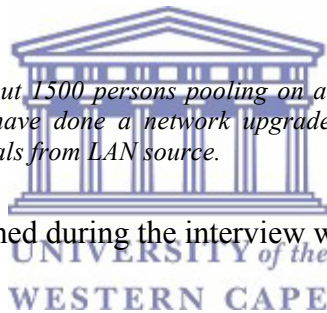 ut 1500 persons pooling on a
have done a network upgrade
als from LAN source.
ned during the interview w
UNIVERSITY of the
WESTERN CAPE